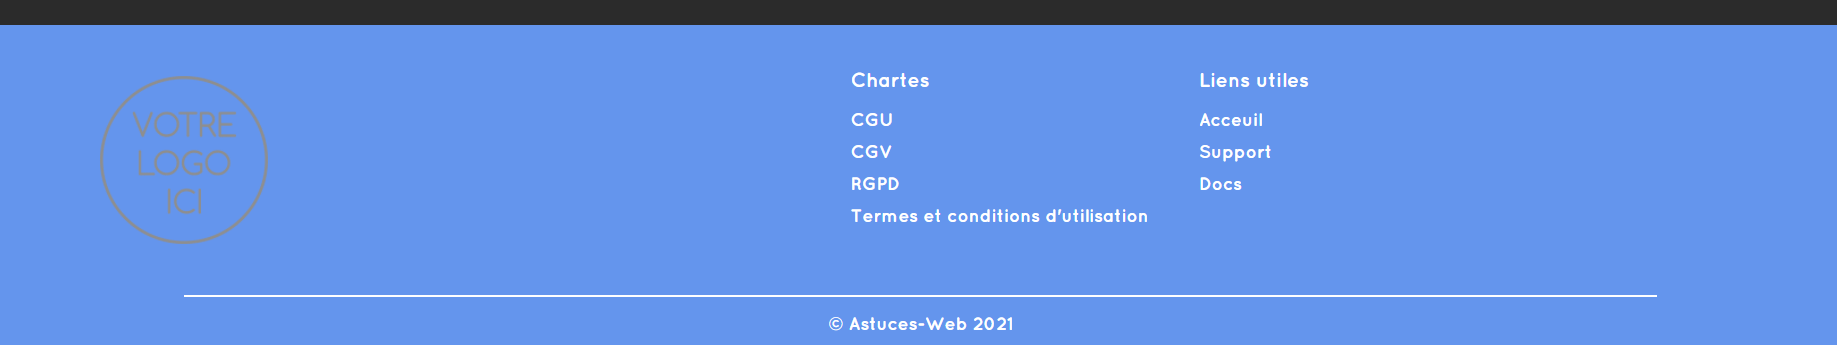 VOTRE
LOGO
ICI
Chartes
CGU
CGV
RGPD
Termes et conditions d'utilisation
Liens utiles
Acceuil
Support
Docs
© Astuces-Web 2021